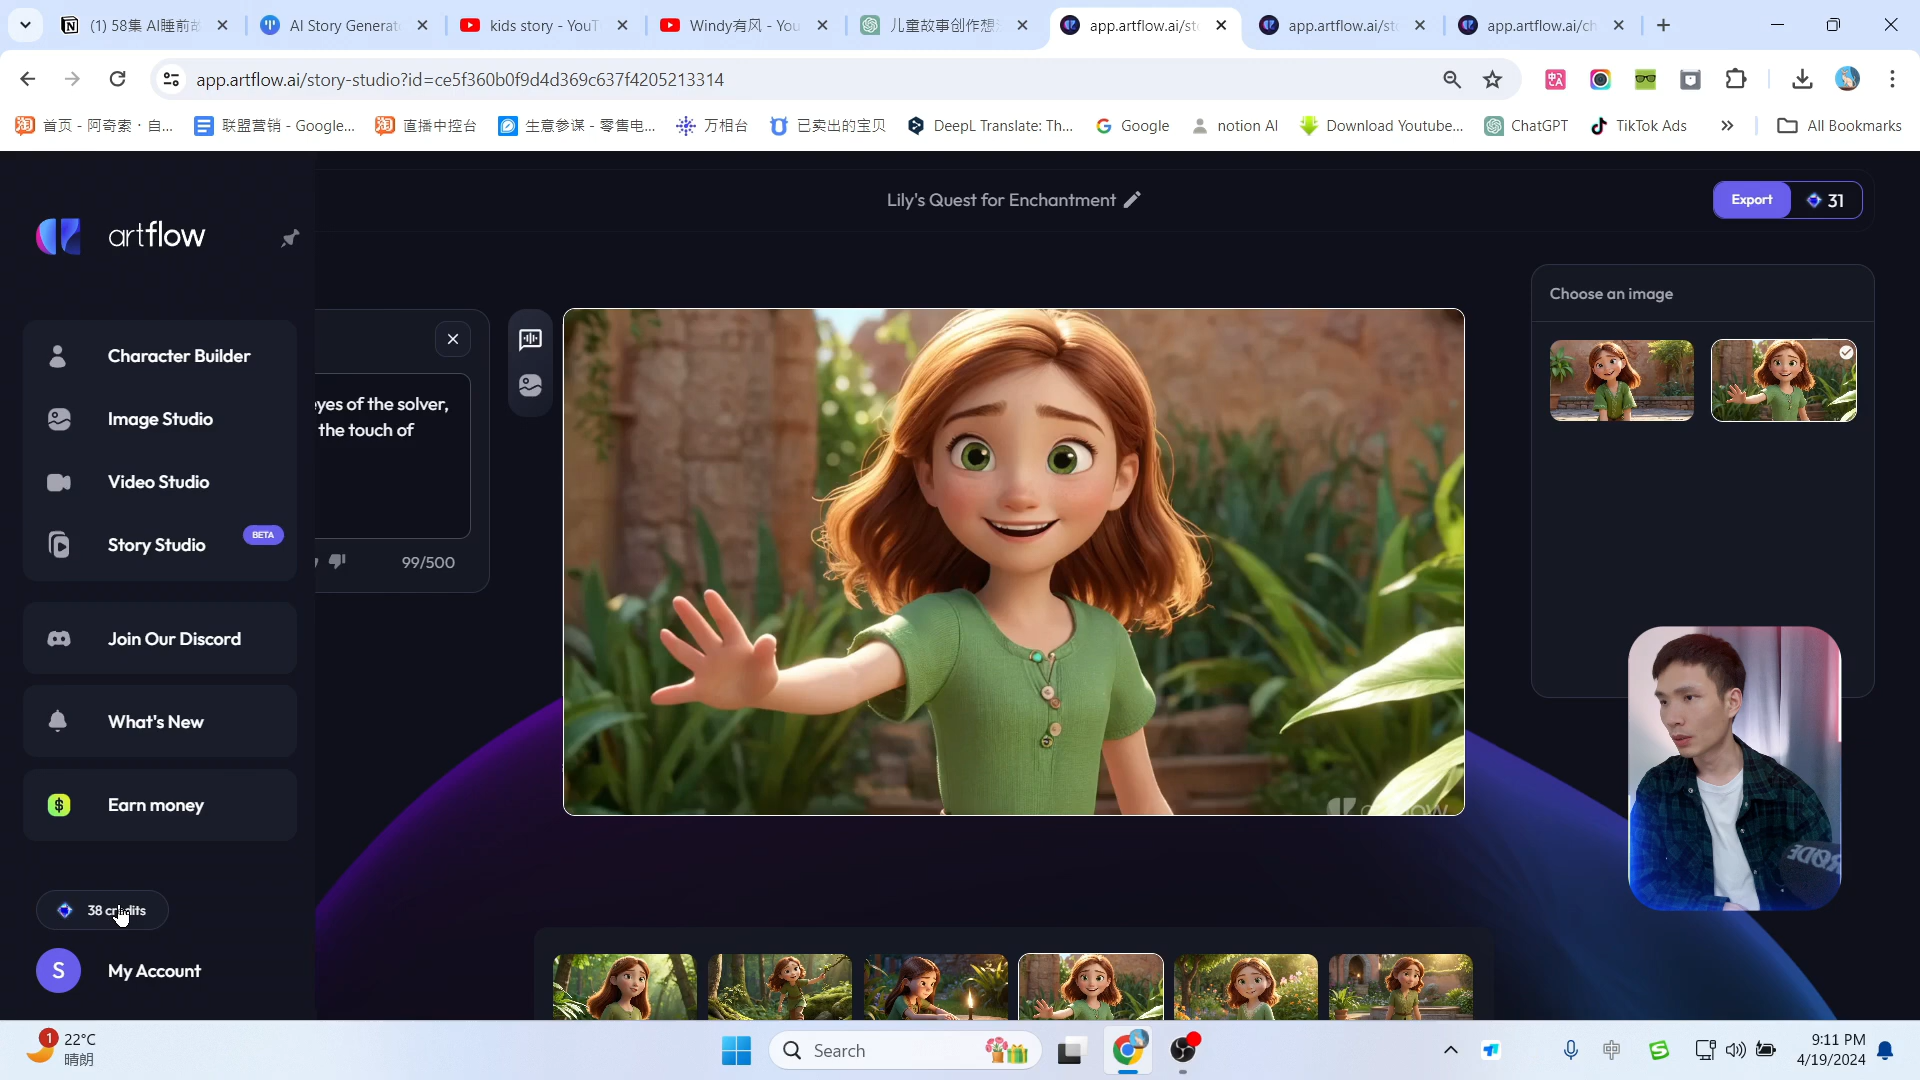 (1) 58集 AI睡前故
AI Story Generat
kids story - YouT
Windy有风 - You
儿童故事创作想
app.artflow.ai/st
app.artflow.ai/st
app.artflow.ai/ch
app.artflow.ai/story-studio?id=ce5f360b0f9d4d369c637f4205213314
首页 - 阿奇索 · 自...
联盟营销 - Google...
直播中控台
生意参谋 - 零售电...
万相台
已卖出的宝贝
DeepL Translate: Th...
Google
notion AI
Download Youtube...
ChatGPT
TikTok Ads
All Bookmarks
artflow
Lily's Quest for Enchantment
Export
31
Choose an image
Character Builder
Image Studio
Video Studio
Story Studio
BETA
eyes of the solver,
the touch of
99/500
Join Our Discord
What's New
Earn money
38 credits
S
My Account
artflow
RODE
1
22°C
晴朗
Search
中
9:11 PM
4/19/2024